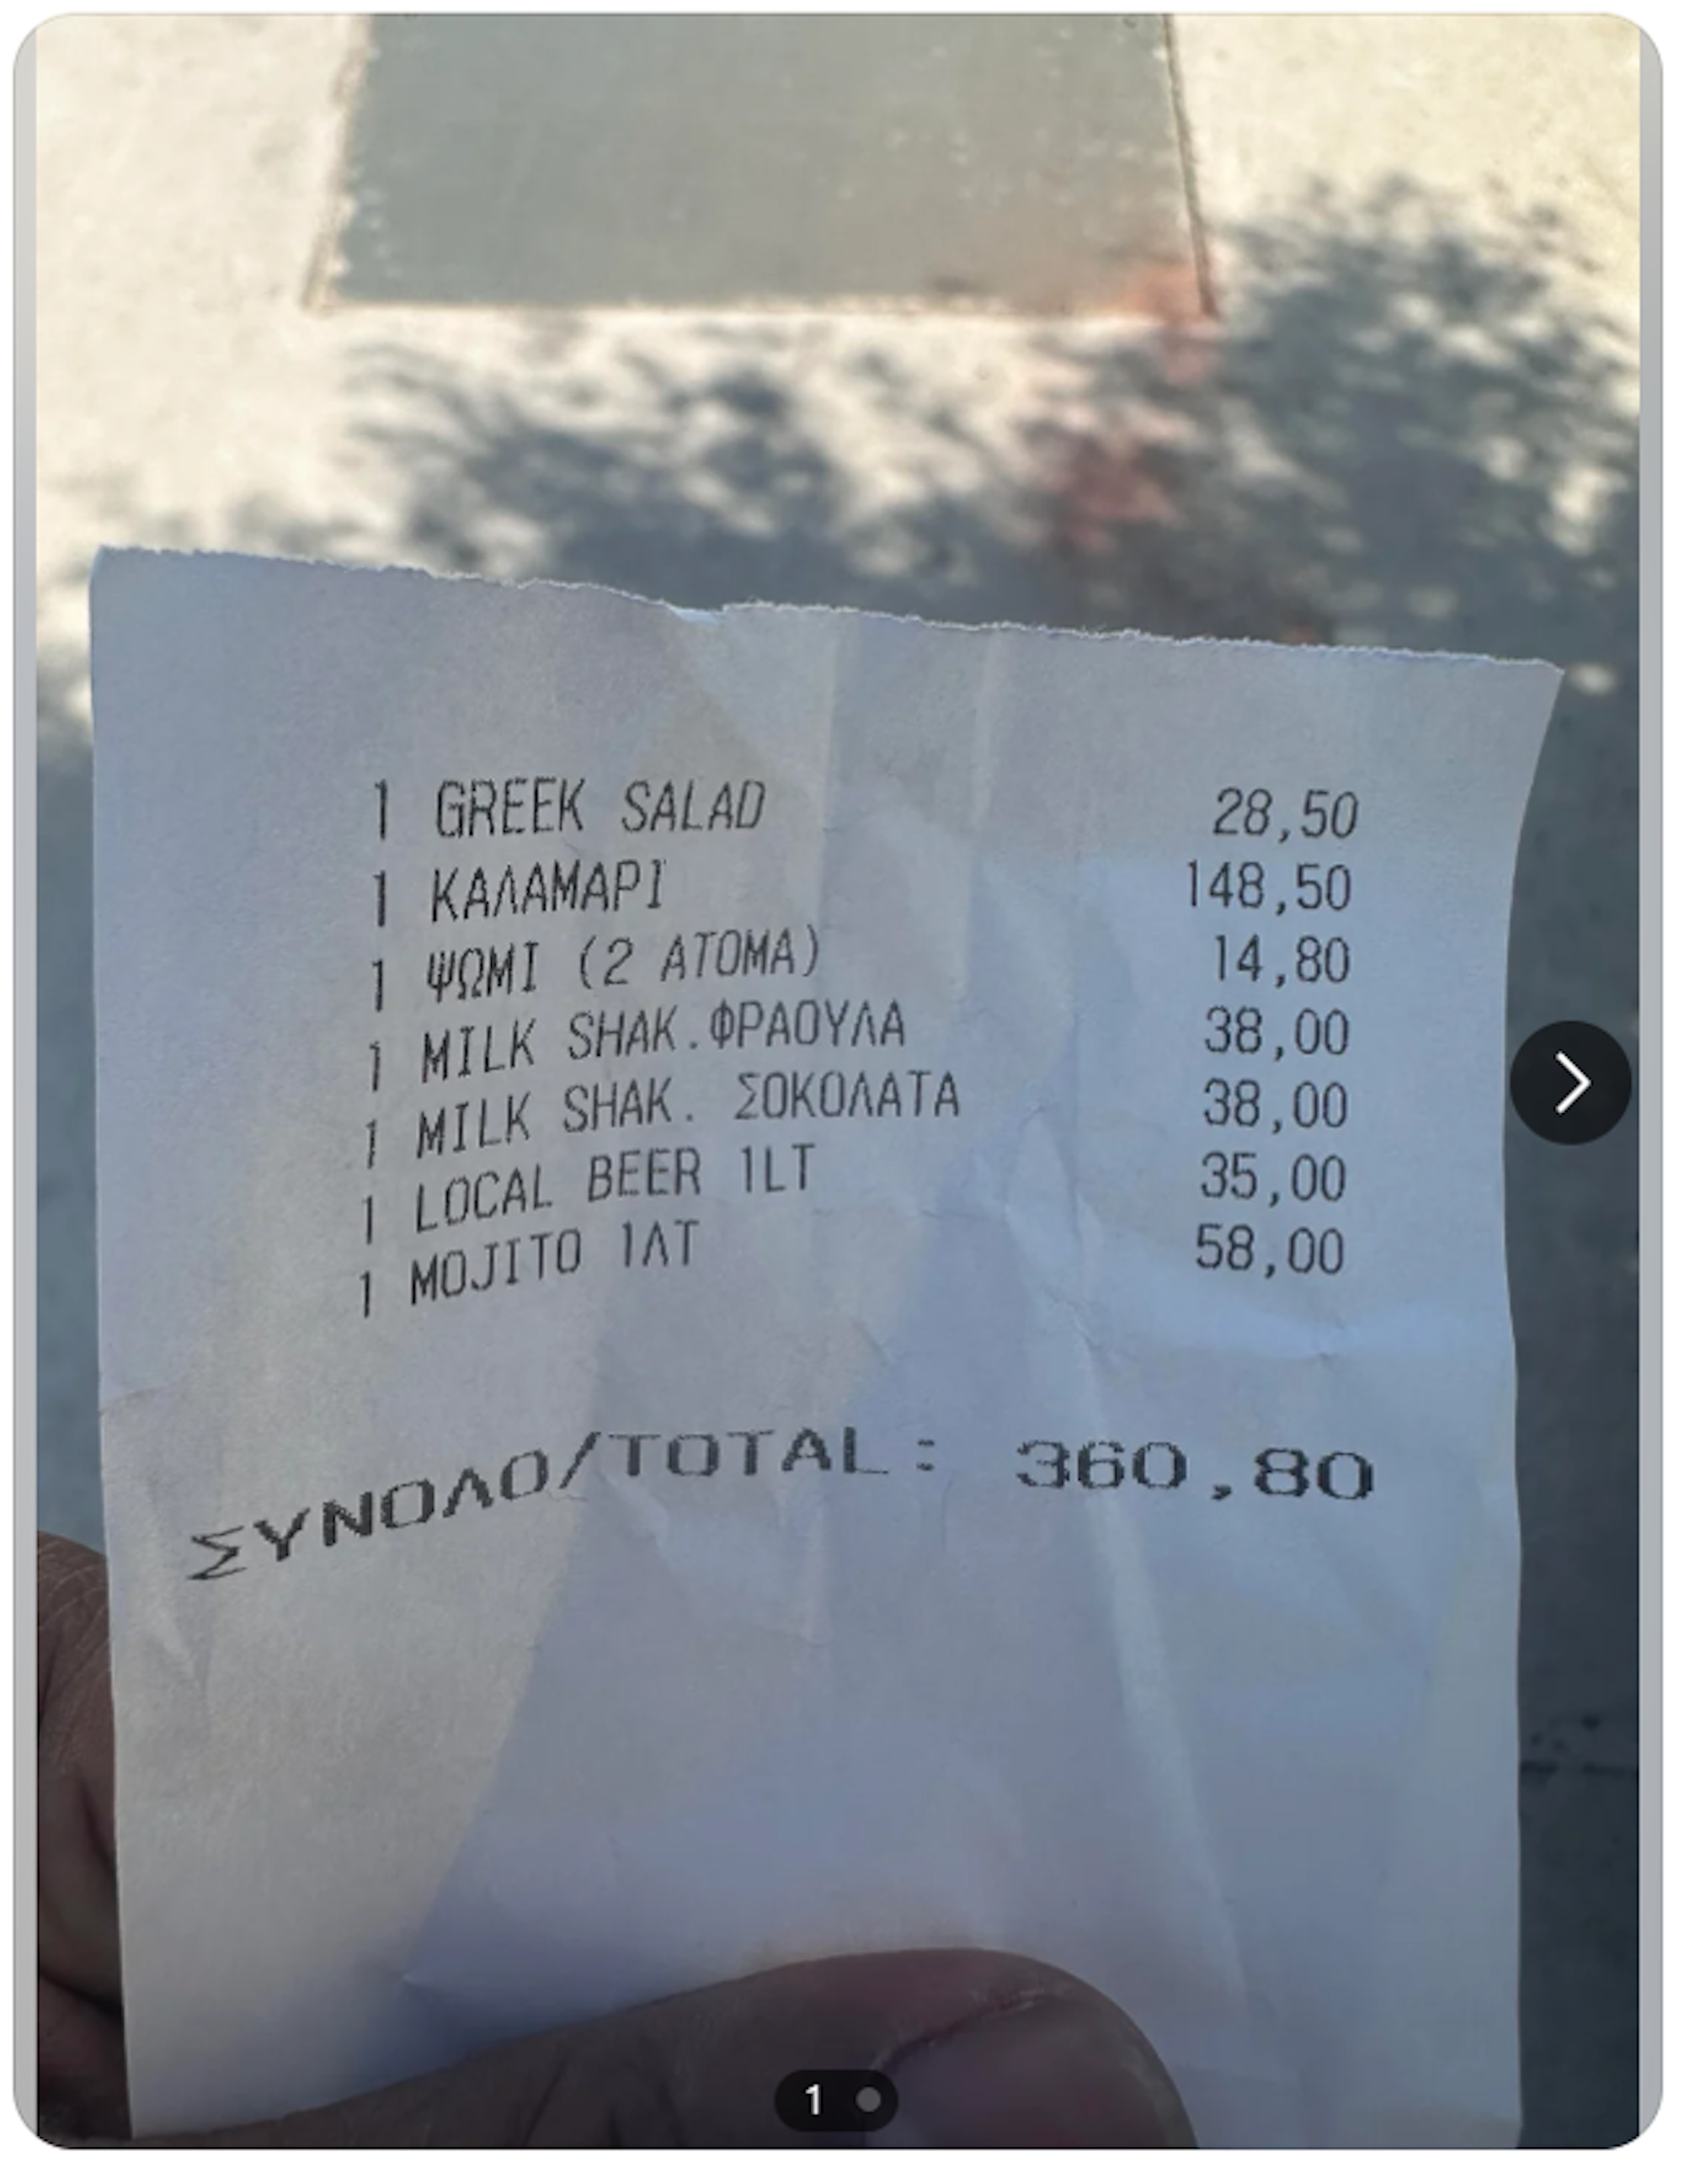 1 GREEK SALAD 28,50
1 ΚΑΛΑΜΑΡΙ 148,50
1 ΨΩΜΙ (2 ΑΤΟΜΑ) 14,80
1 MILK SHAK.ΦΡΑΟΥΛΑ 38,00
1 MILK SHAK. ΣΟΚΟΛΑΤΑ 38,00
1 LOCAL BEER 1LT 35,00
1 MOJITO 1ΛΤ 58,00
ΣΥΝΟΛΟ/TOTAL: 360,80
1